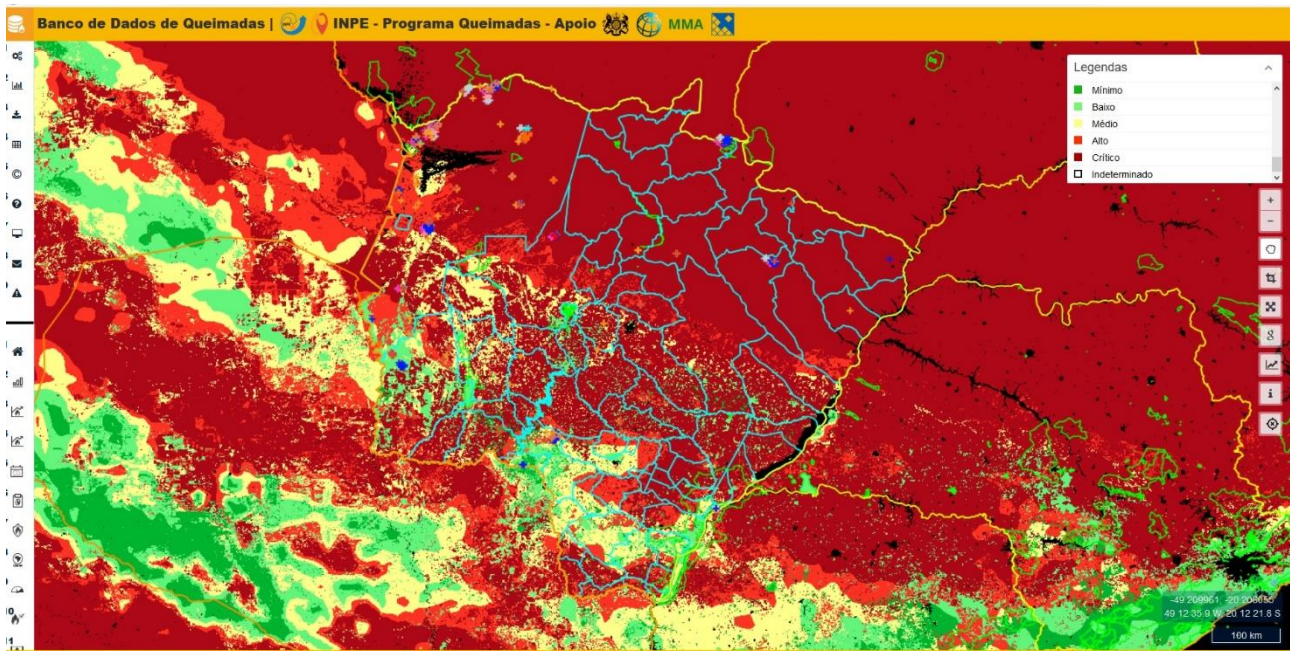 Banco de Dados de Queimadas | INPE - Programa Queimadas - Apoio MMA
Legendas
Mínimo
Baixo
Médio
Alto
Crítico
Indeterminado
+
−
-49.209961, -20.206055
49 12 35.9 W, 20 12 21.8 S
100 km